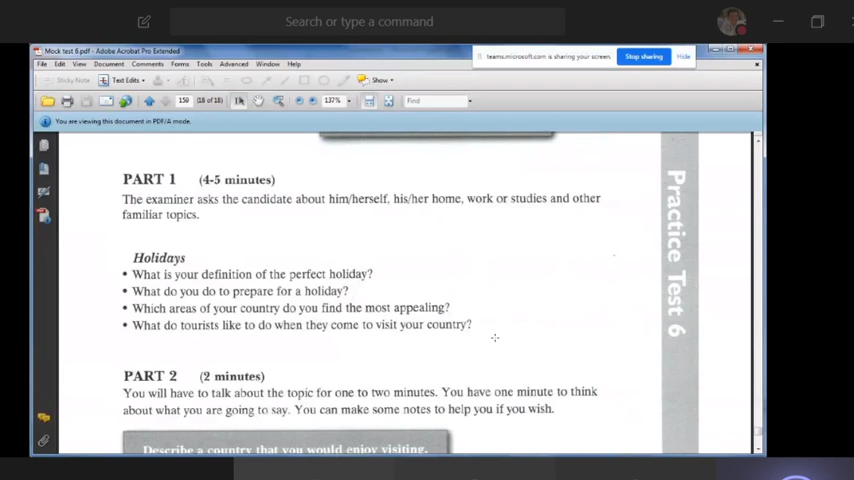 Search or type a command
Mock test 6.pdf - Adobe Acrobat Pro Extended
teams.microsoft.com is sharing your screen. Stop sharing Hide
File Edit View Document Comments Forms Tools Advanced Window Help
Sticky Note Text Edits Show
159 (18 of 18) 137% Find
You are viewing this document in PDF/A mode.
PART 1 (4-5 minutes)
The examiner asks the candidate about him/herself, his/her home, work or studies and other
familiar topics.
Holidays
• What is your definition of the perfect holiday?
• What do you do to prepare for a holiday?
• Which areas of your country do you find the most appealing?
• What do tourists like to do when they come to visit your country?
PART 2 (2 minutes)
You will have to talk about the topic for one to two minutes. You have one minute to think
about what you are going to say. You can make some notes to help you if you wish.
Describe a country that you would enjoy visiting.
Practice Test 6